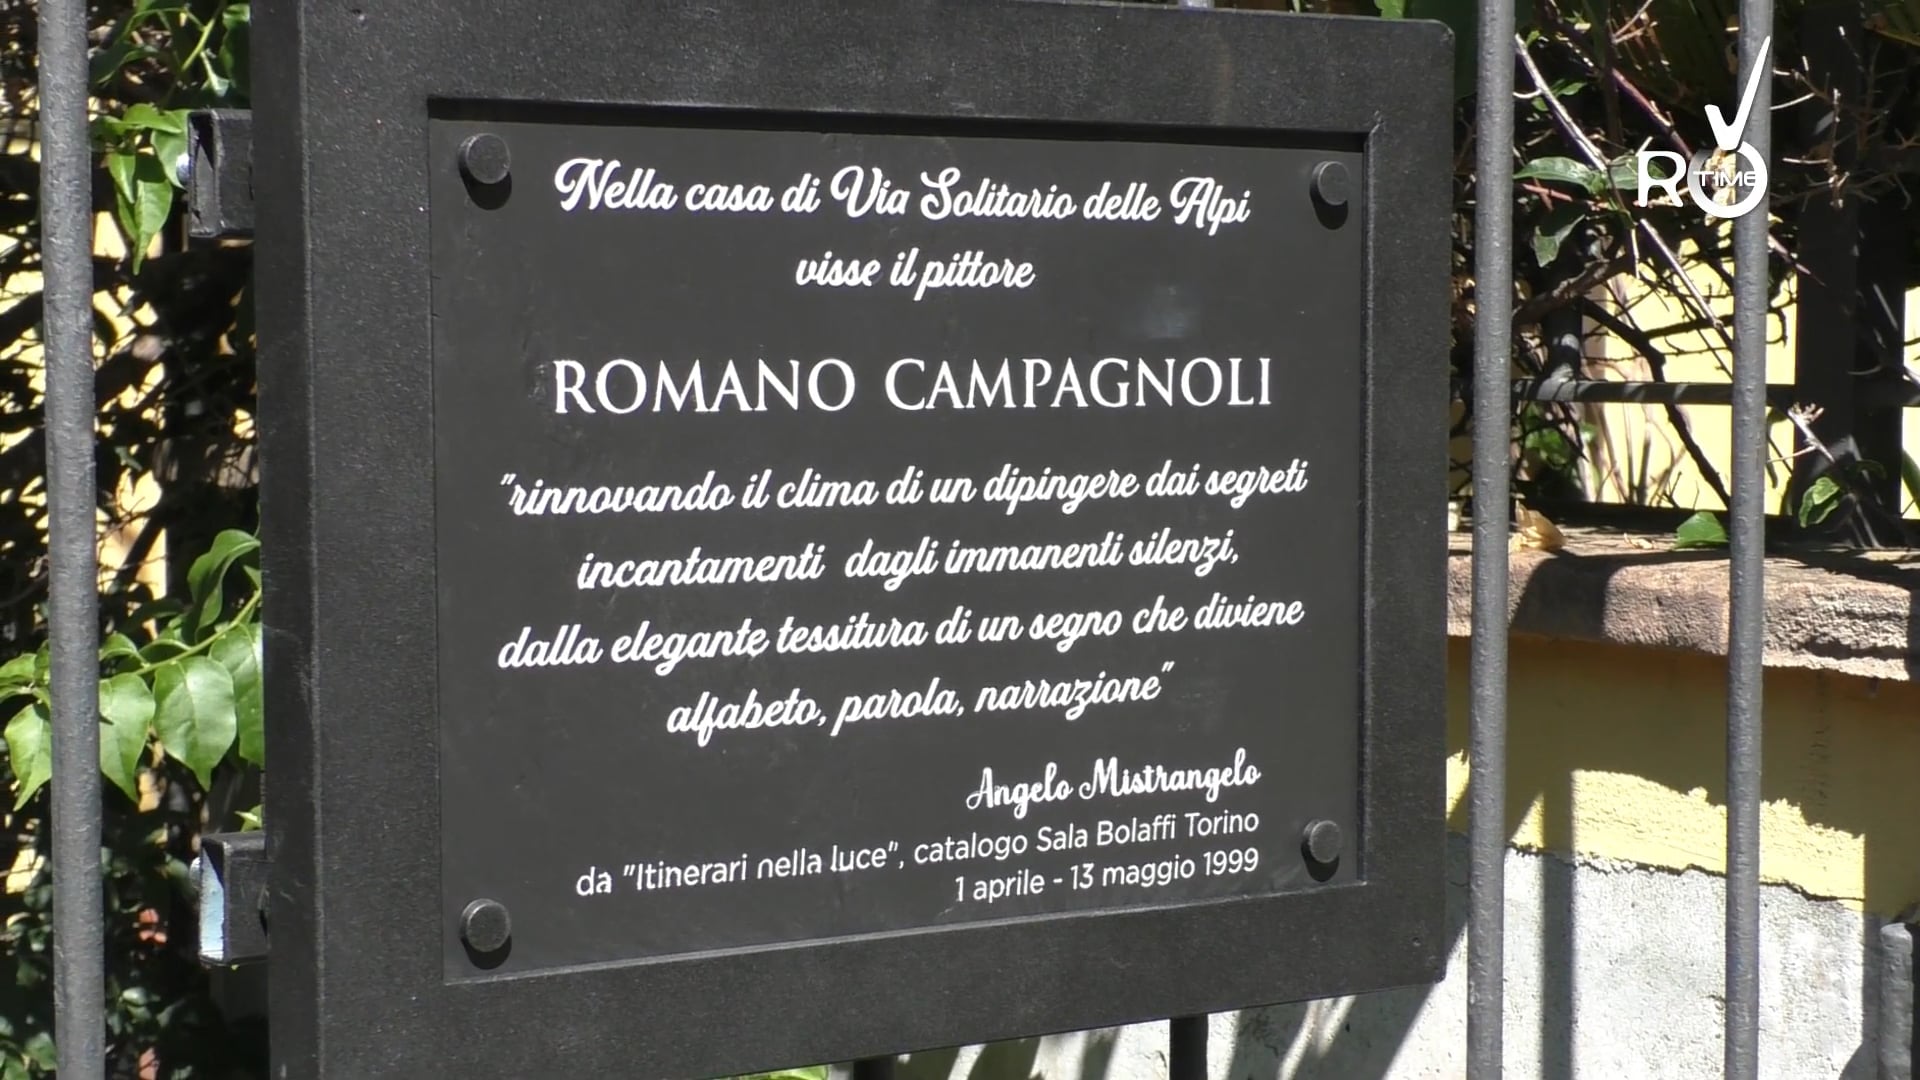 Nella casa di Via Solitario delle Alpi
visse il pittore
ROMANO CAMPAGNOLI
"rinnovando il clima di un dipingere dai segreti
incantamenti dagli immanenti silenzi,
dalla elegante tessitura di un segno che diviene
alfabeto, parola, narrazione"
Angelo Mistrangelo
da "Itinerari nella luce", catalogo Sala Bolaffi Torino
1 aprile - 13 maggio 1999
RO
TIME